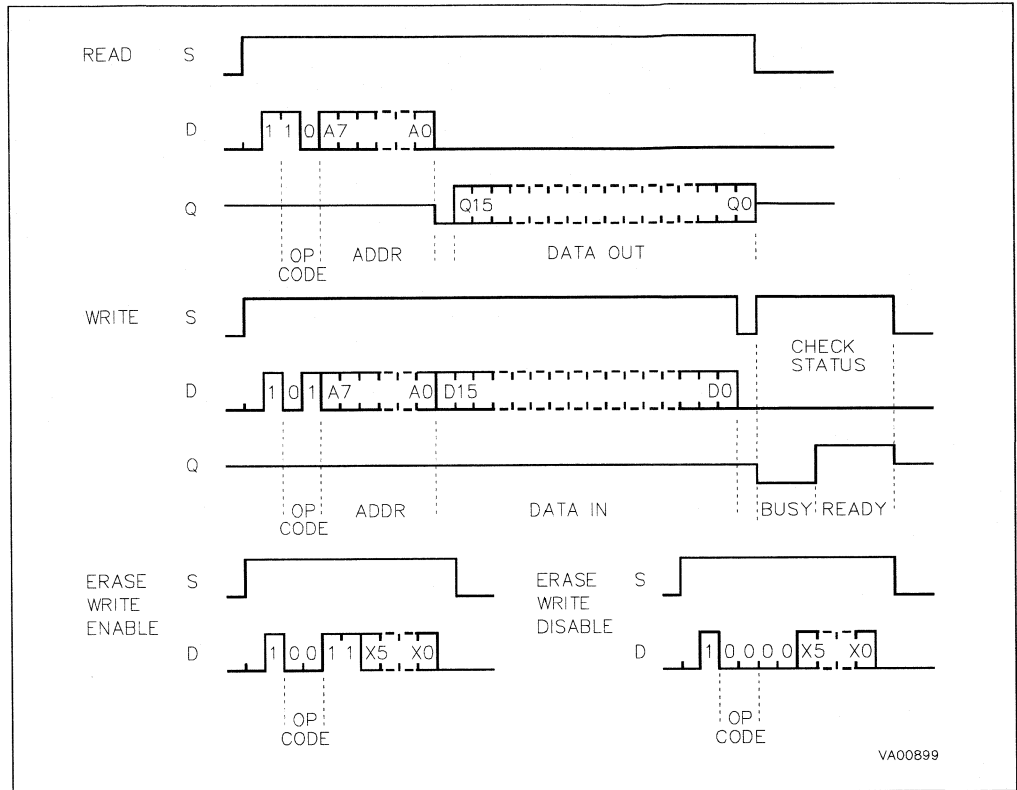 READ S
D 1 1 0 A7 A0
Q Q15 Q0
OP CODE ADDR DATA OUT
WRITE S
CHECK STATUS
D 1 0 1 A7 A0 D15 D0
Q
OP CODE ADDR DATA IN BUSY READY
ERASE WRITE ENABLE S
D 1 0 0 1 1 X5 X0
OP CODE
ERASE WRITE DISABLE S
D 1 0 0 0 0 X5 X0
OP CODE
VA00899